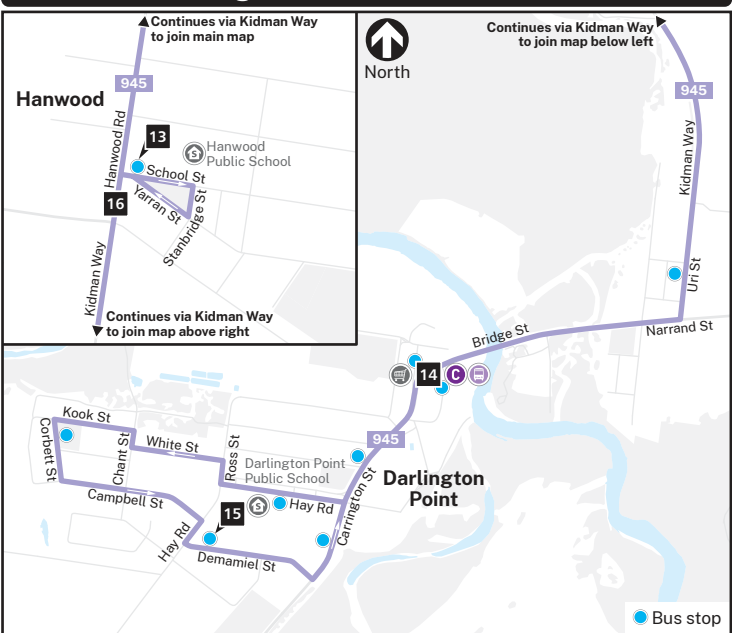 Continues via Kidman Way
to join main map
945
Hanwood
Hanwood Rd
13
Hanwood
Public School
S
School St
Yarran St
Stanbridge St
16
Kidman Way
Continues via Kidman Way
to join map above right
North
Continues via Kidman Way
to join map below left
945
Kidman Way
Uri St
Narrand St
Bridge St
14
C
945
Kook St
Corbett St
Chant St
White St
Ross St
Darlington Point
Public School
Darlington
Point
Campbell St
S
Hay Rd
15
Carrington St
Hay Rd
Demamiel St
Bus stop